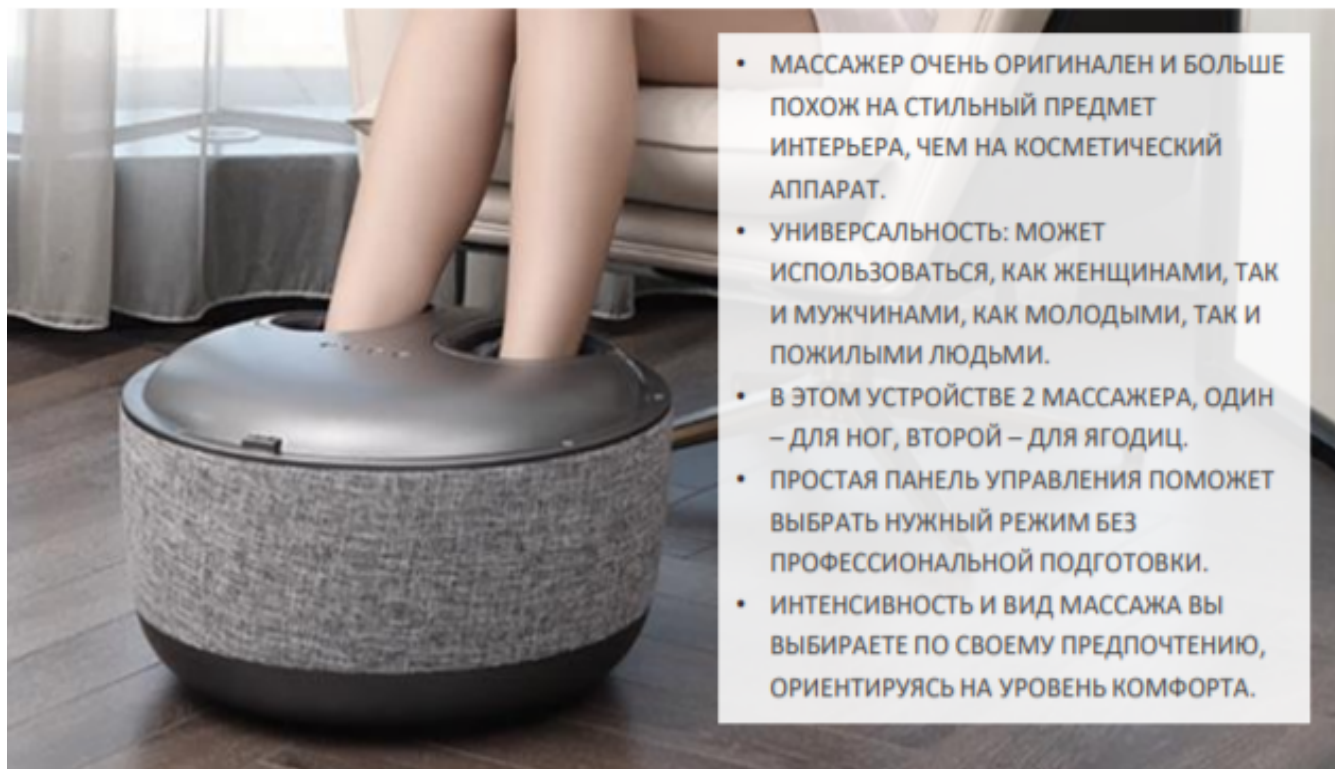 • МАССАЖЕР ОЧЕНЬ ОРИГИНАЛЕН И БОЛЬШЕ
ПОХОЖ НА СТИЛЬНЫЙ ПРЕДМЕТ
ИНТЕРЬЕРА, ЧЕМ НА КОСМЕТИЧЕСКИЙ
АППАРАТ.
• УНИВЕРСАЛЬНОСТЬ: МОЖЕТ
ИСПОЛЬЗОВАТЬСЯ, КАК ЖЕНЩИНАМИ, ТАК
И МУЖЧИНАМИ, КАК МОЛОДЫМИ, ТАК И
ПОЖИЛЫМИ ЛЮДЬМИ.
• В ЭТОМ УСТРОЙСТВЕ 2 МАССАЖЕРА, ОДИН
– ДЛЯ НОГ, ВТОРОЙ – ДЛЯ ЯГОДИЦ.
• ПРОСТАЯ ПАНЕЛЬ УПРАВЛЕНИЯ ПОМОЖЕТ
ВЫБРАТЬ НУЖНЫЙ РЕЖИМ БЕЗ
ПРОФЕССИОНАЛЬНОЙ ПОДГОТОВКИ.
• ИНТЕНСИВНОСТЬ И ВИД МАССАЖА ВЫ
ВЫБИРАЕТЕ ПО СВОЕМУ ПРЕДПОЧТЕНИЮ,
ОРИЕНТИРУЯСЬ НА УРОВЕНЬ КОМФОРТА.